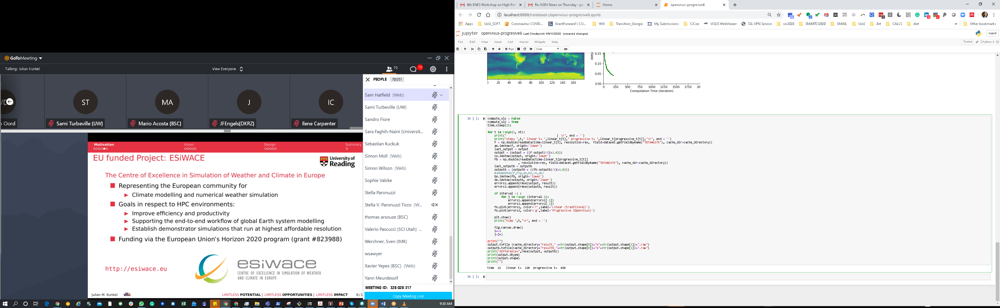 GoToMeeting
Talking: Julian Kunkel
View Everyone
70
10
n Oord
ST
Sami Turbeville (UW)
MA
Mario Acosta (BSC)
J
JFEngels(DKRZ)
IC
Ilene Carpenter
PEOPLE 70/251
Sam Hatfield (Web)
Sami Turbeville (UW)
Sandro Fiore
Sara Faghih-Naini (Universit...
Sebastian Kuckuk
Simon Moll (Web)
Simon Wilson (Web)
Sophie Valcke
Stella Paronuzzi
Stella V. Paronuzzi Ticco (W...
thomas arsouze (BSC)
Valerio Pascucci (SCI Utah) ...
Werchner, Sven (IMK)
wsawyer
Xavier Yepes (BSC) (Web)
Yann Meurdesoif
MEETING ID: 328-028-317
Copy Meeting Link
Motivation Vision Design Summary
EU funded Project: ESiWACE
University of
Reading
The Centre of Excellence in Simulation of Weather and Climate in Europe
Representing the European community for
Climate modelling and numerical weather simulation
Goals in respect to HPC environments:
Improve efficiency and productivity
Supporting the end-to-end workflow of global Earth system modelling
Establish demonstrator simulations that run at highest affordable resolution
Funding via the European Union's Horizon 2020 program (grant #823988)
http://esiwace.eu
esiwace
CENTRE OF EXCELLENCE IN SIMULATION OF WEATHER
AND CLIMATE IN EUROPE
Julian M. Kunkel
LIMITLESS POTENTIAL | LIMITLESS OPPORTUNITIES | LIMITLESS IMPACT
6/1
9:30 AM
6th ENES Workshop on High Per
Re: EGEV News on Thursday - pa
Home
openvisus-progresive6
localhost:8888/notebooks/openvisus-progresive6.ipynb
Apps UoU_SOFT Coronavirus COVID... GrantForward's CO... Will Transition_Giorgio My Submissions CiCoe ViSUS WebViewer SSL VPN Service vis2020 SMARTCI2020 GMAIL UoU Art CALLS diet » Other bookmarks
jupyter openvisus-progresive6 Last Checkpoint: 04/11/2020 (unsaved changes)
Logout
File Edit View Insert Cell Kernel Widgets Help
Trusted Python 3
Run Code
0 20 40 60 80 100 120 140 160
RMSI
0.15
0.10
0.05
0.00
0 250 500 750 1000 1250 1500 1750 20
Computation Time (iteration)
In [ ]:
compute_oly = False
compute_oly = True
time.sleep(15)
for t in range(1, nt):
print(" | \r", end = '')
print("step= ",t," linear t= ",linear_t[t]," progressive t= ",linear_t[progressive_t[t]],"\r", end = '')
f = np.double(readData(time=linear_t[t], resolution=res, field=dataset.getFieldByName("TOTANGSTR"), cache_dir=cache_directory))
ax.imshow(f, origin='lower')
last_output = output
output = (output + ((f-output)/(i+1.0)))
cx.imshow(output, origin='lower')
fb = np.double(readData(time=linear_t[progressive_t[t]]
, resolution=res, field=dataset.getFieldByName("TOTANGSTR"), cache_dir=cache_directory))
last_outputb = outputb
outputb = (outputb + ((fb-outputb)/(i+1.0)))
#showData1(f,fig,ax,bx,cx,dx)
bx.imshow(fb, origin='lower')
dx.imshow(outputb, origin='lower')
errors1.append(rmse(output, result))
errors2.append(rmse(outputb, result))
if interval >1 :
for j in range (interval-1):
errors1.append(errors1[-1])
errors2.append(errors2[-1])
fx.plot(errors1, color='r',label='Linear (traditional)')
fx.plot(errors2, color='g',label='Progressive (OpenVisus)')
plt.show()
print("time ",t,"\r", end = '')
fig.canvas.draw()
i+=1
j=j+1
print("")
output.tofile (cache_directory+"result_" +str(output.shape[0])+"x"+str(output.shape[1])+".raw")
outputb.tofile(cache_directory+"resultb_"+str(output.shape[0])+"x"+str(output.shape[1])+".raw")
print("difference=",rmse(output, outputb))
print(output.dtype)
print(output.shape)
print("")
time 22 linear t= 220 progressive t= 820
In [ ]: